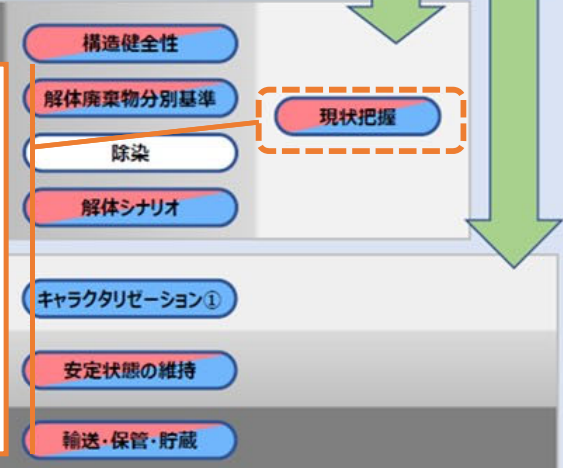 構造健全性
解体廃棄物分別基準
現状把握
除染
解体シナリオ
キャラクタリゼーション①
安定状態の維持
輸送・保管・貯蔵